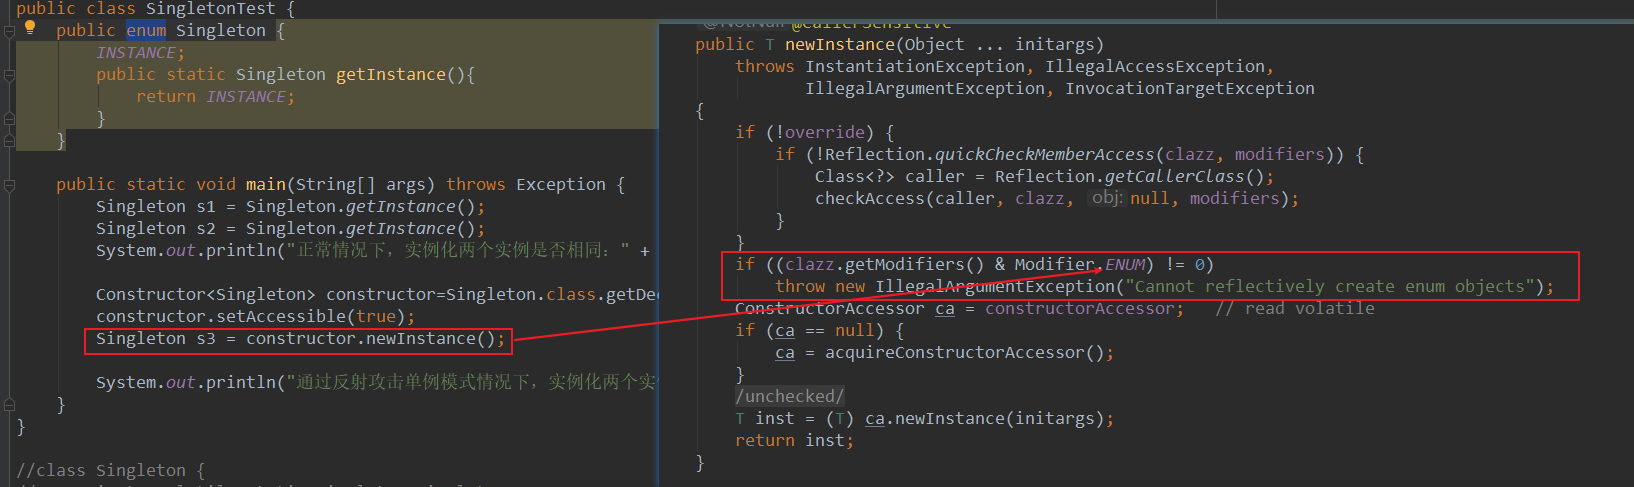 public class SingletonTest {
public enum Singleton {
INSTANCE;
public static Singleton getInstance(){
return INSTANCE;
}
}
public static void main(String[] args) throws Exception {
Singleton s1 = Singleton.getInstance();
Singleton s2 = Singleton.getInstance();
System.out.println("正常情况下，实例化两个实例是否相同：" +
Constructor<Singleton> constructor=Singleton.class.getDec
constructor.setAccessible(true);
Singleton s3 = constructor.newInstance();
System.out.println("通过反射攻击单例模式情况下，实例化两个实
}
}
//class Singleton {
@NotNull @CallerSensitive
public T newInstance(Object ... initargs)
throws InstantiationException, IllegalAccessException,
IllegalArgumentException, InvocationTargetException
{
if (!override) {
if (!Reflection.quickCheckMemberAccess(clazz, modifiers)) {
Class<?> caller = Reflection.getCallerClass();
checkAccess(caller, clazz, obj: null, modifiers);
}
}
if ((clazz.getModifiers() & Modifier.ENUM) != 0)
throw new IllegalArgumentException("Cannot reflectively create enum objects");
ConstructorAccessor ca = constructorAccessor; // read volatile
if (ca == null) {
ca = acquireConstructorAccessor();
}
/unchecked/
T inst = (T) ca.newInstance(initargs);
return inst;
}